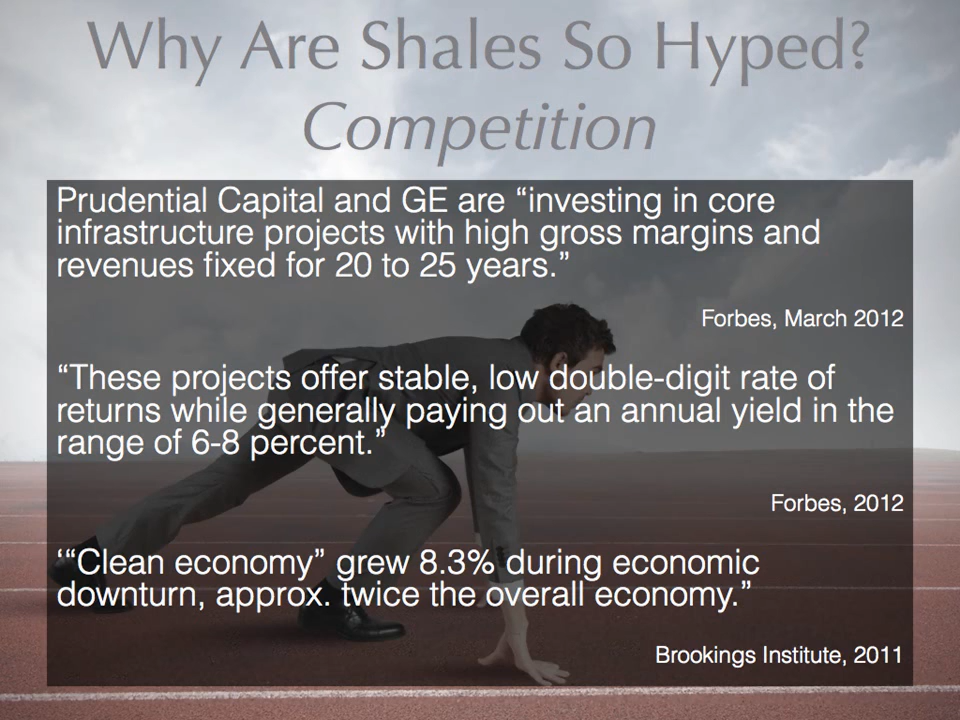 Why Are Shales So Hyped?
Competition
Prudential Capital and GE are “investing in core
infrastructure projects with high gross margins and
revenues fixed for 20 to 25 years.”
Forbes, March 2012
“These projects offer stable, low double-digit rate of
returns while generally paying out an annual yield in the
range of 6-8 percent.”
Forbes, 2012
‘“Clean economy” grew 8.3% during economic
downturn, approx. twice the overall economy.”
Brookings Institute, 2011